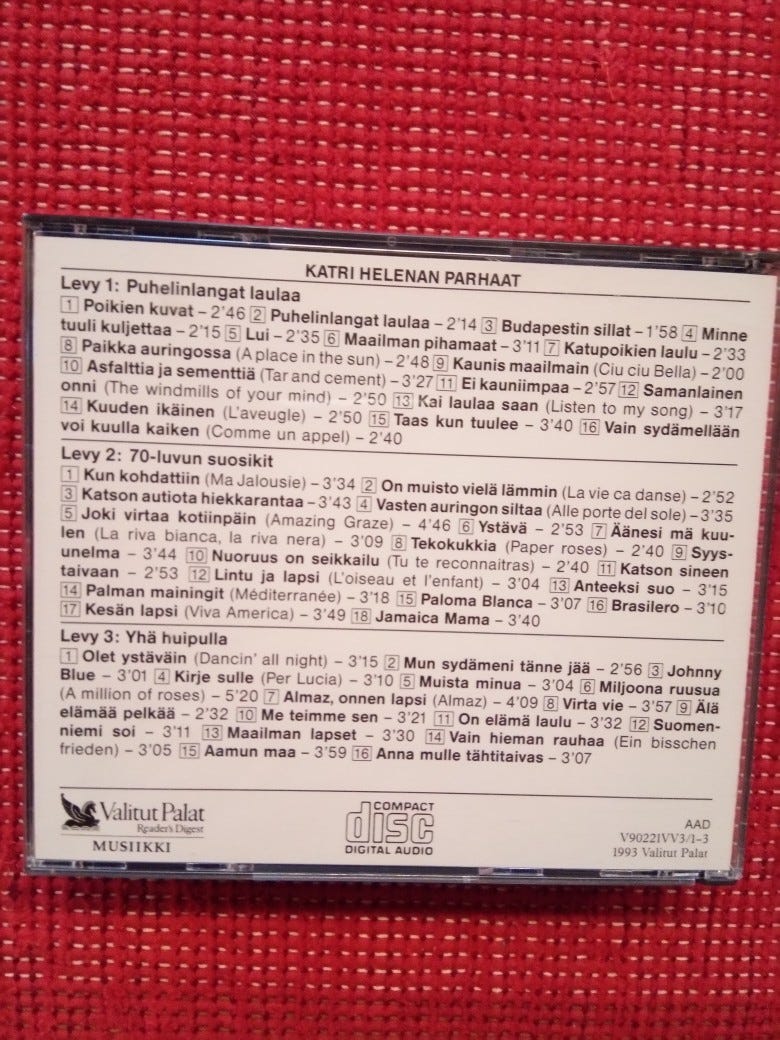 KATRI HELENAN PARHAAT
Levy 1: Puhelinlangat laulaa
1 Poikien kuvat – 2'46 2 Puhelinlangat laulaa – 2'14 3 Budapestin sillat – 1'58 4 Minne
tuuli kuljettaa – 2'15 5 Lui – 2'35 6 Maailman pihamaat – 3'11 7 Katupoikien laulu – 2'33
8 Paikka auringossa (A place in the sun) – 2'48 9 Kaunis maailmain (Ciu ciu Bella) – 2'00
10 Asfalttia ja sementtiä (Tar and cement) – 3'27 11 Ei kauniimpaa – 2'57 12 Samanlainen
onni (The windmills of your mind) – 2'50 13 Kai laulaa saan (Listen to my song) – 3'17
14 Kuuden ikäinen (L'aveugle) – 2'50 15 Taas kun tuulee – 3'40 16 Vain sydämellään
voi kuulla kaiken (Comme un appel) – 2'40
Levy 2: 70-luvun suosikit
1 Kun kohdattiin (Ma Jalousie) – 3'34 2 On muisto vielä lämmin (La vie ca danse) – 2'52
3 Katson autiota hiekkarantaa – 3'43 4 Vasten auringon siltaa (Alle porte del sole) – 3'35
5 Joki virtaa kotiinpäin (Amazing Graze) – 4'46 6 Ystävä – 2'53 7 Äänesi mä kuu-
len (La riva bianca, la riva nera) – 3'09 8 Tekokukkia (Paper roses) – 2'40 9 Syys-
unelma – 3'44 10 Nuoruus on seikkailu (Tu te reconnaitras) – 2'40 11 Katson sineen
taivaan – 2'53 12 Lintu ja lapsi (L'oiseau et l'enfant) – 3'04 13 Anteeksi suo – 3'15
14 Palman mainingit (Méditerranée) – 3'18 15 Paloma Blanca – 3'07 16 Brasilero – 3'10
17 Kesän lapsi (Viva America) – 3'49 18 Jamaica Mama – 3'40
Levy 3: Yhä huipulla
1 Olet ystäväin (Dancin' all night) – 3'15 2 Mun sydämeni tänne jää – 2'56 3 Johnny
Blue – 3'01 4 Kirje sulle (Per Lucia) – 3'10 5 Muista minua – 3'04 6 Miljoona ruusua
(A million of roses) – 5'20 7 Almaz, onnen lapsi (Almaz) – 4'09 8 Virta vie – 3'57 9 Älä
elämää pelkää – 2'32 10 Me teimme sen – 3'21 11 On elämä laulu – 3'32 12 Suomen-
niemi soi – 3'11 13 Maailman lapset – 3'30 14 Vain hieman rauhaa (Ein bisschen
frieden) – 3'05 15 Aamun maa – 3'59 16 Anna mulle tähtitaivas – 3'07
Valitut Palat
Reader's Digest
MUSIIKKI
COMPACT
disc
DIGITAL AUDIO
AAD
V90221VV3/1-3
1993 Valitut Palat